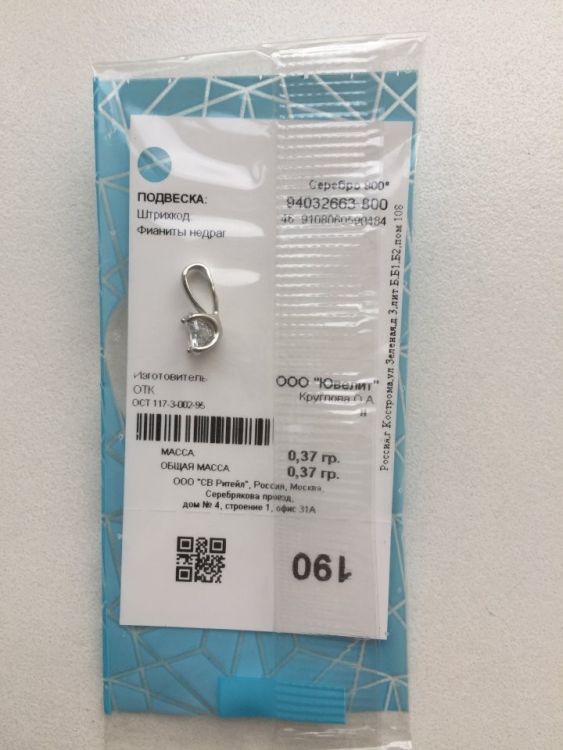 Серебро 800*
ПОДВЕСКА: 94032663-800
Штрихкод 46 9108060590484
Фианиты недраг
Изготовитель ООО "Ювелит"
ОТК Круглова О.А
ОСТ 117-3-002-95
МАССА 0,37 гр.
ОБЩАЯ МАССА 0,37 гр.
ООО "СВ Ритейл", Россия, Москва,
Серебрякова проезд,
дом № 4, строение 1, офис 31А
190
Россия,г Кострома,ул Зеленая,д 3,лит Б,Б1,Б2,пом 108